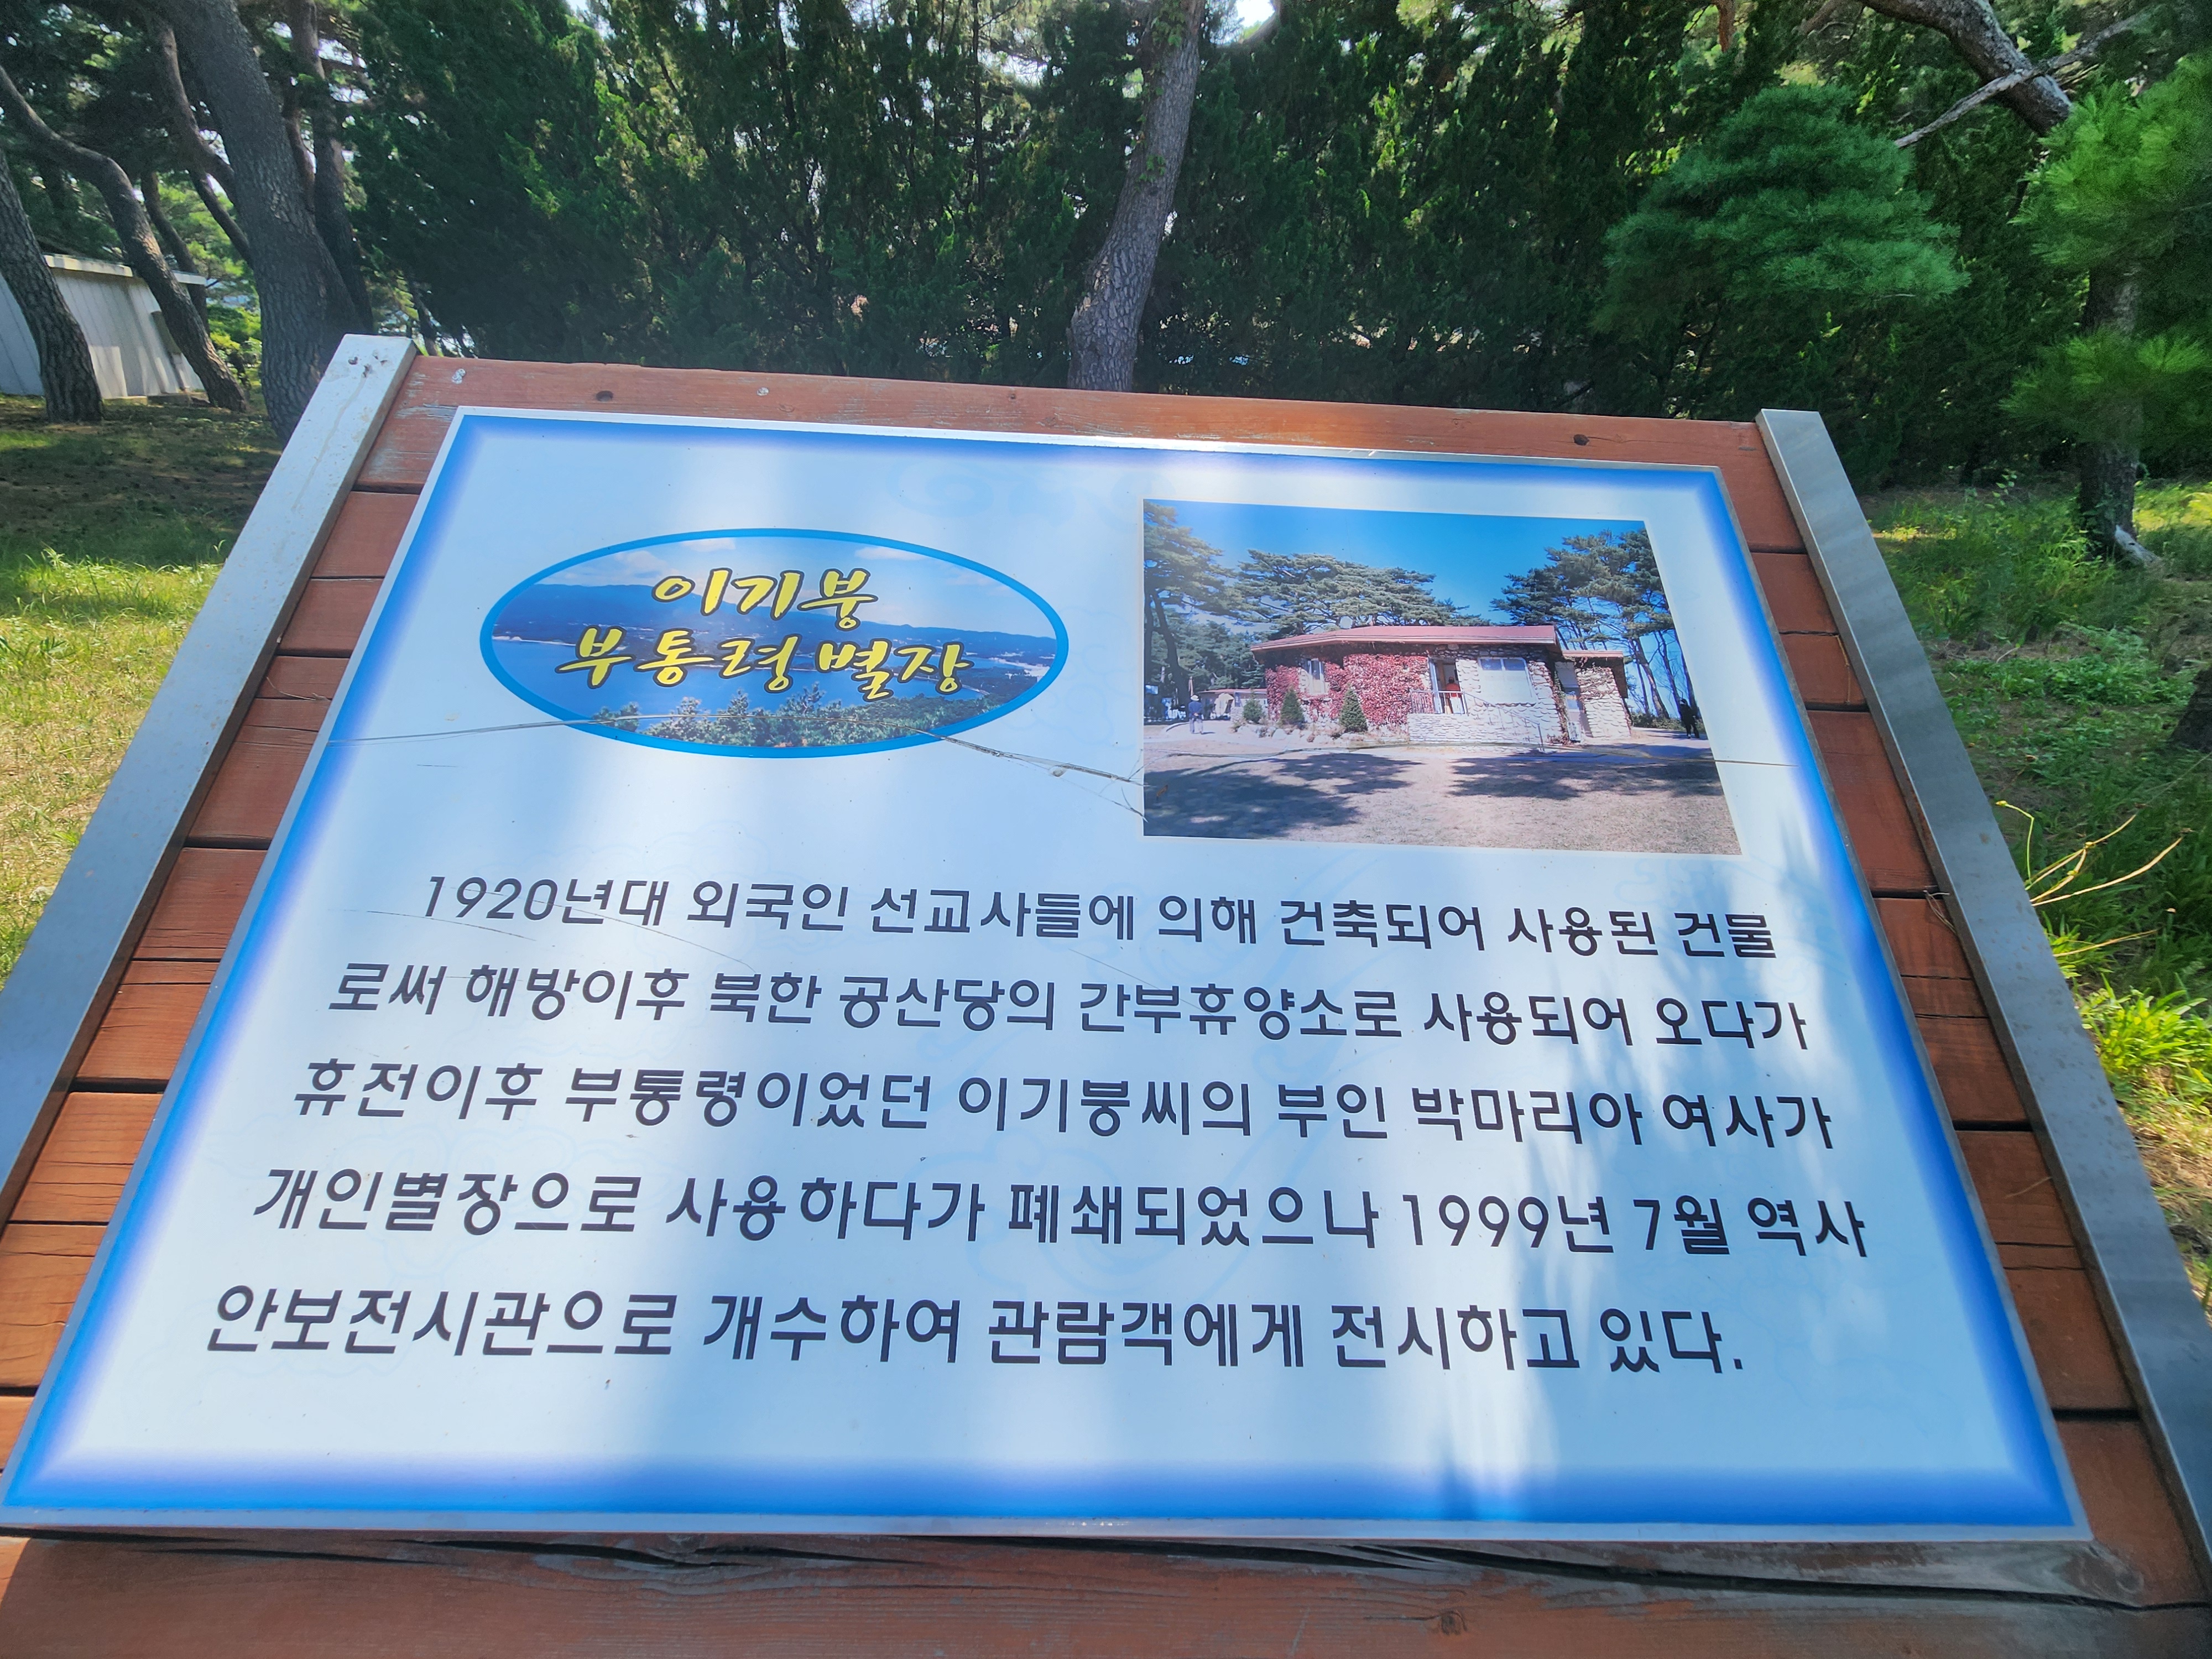 이기붕
부통령 별장
1920년대 외국인 선교사들에 의해 건축되어 사용된 건물
로써 해방이후 북한 공산당의 간부휴양소로 사용되어 오다가
휴전이후 부통령이었던 이기붕씨의 부인 박마리아 여사가
개인별장으로 사용하다가 폐쇄되었으나 1999년 7월 역사
안보전시관으로 개수하여 관람객에게 전시하고 있다.